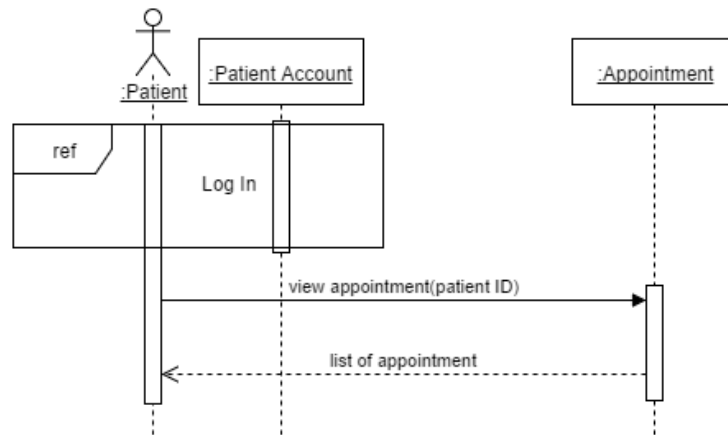 :Patient
:Patient Account
:Appointment
ref
Log In
view appointment(patient ID)
list of appointment